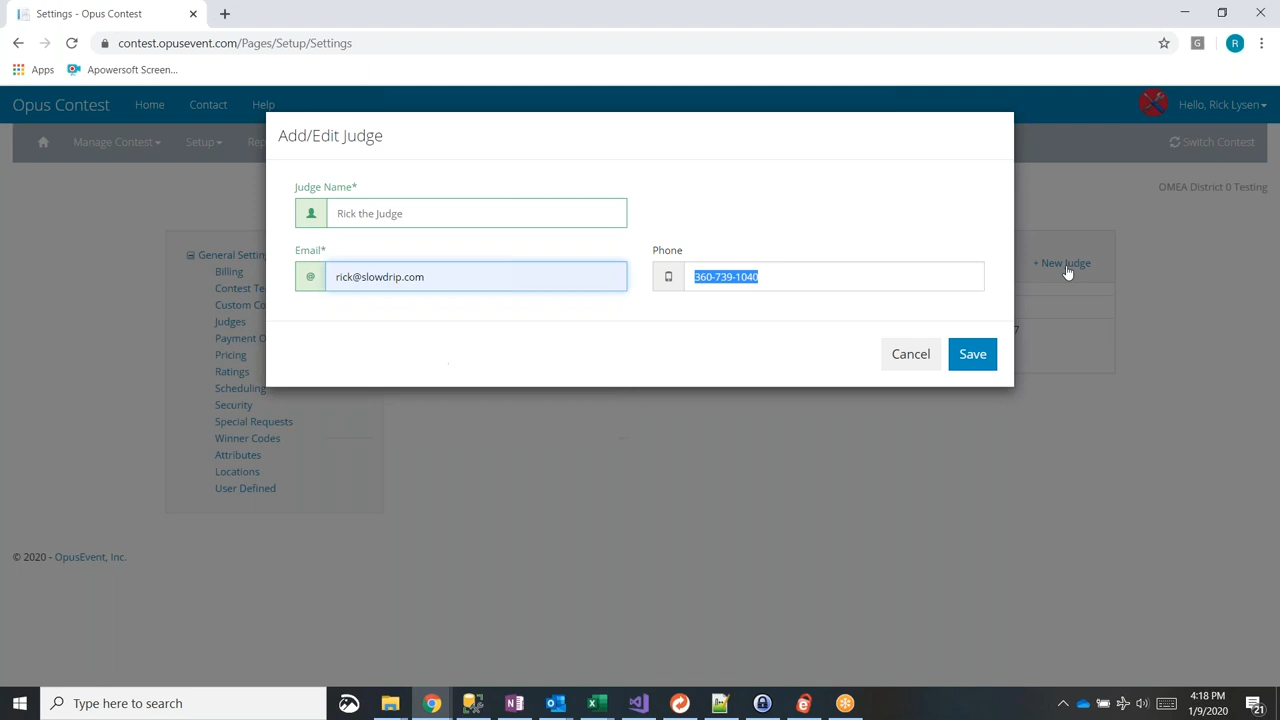 Settings - Opus Contest
contest.opusevent.com/Pages/Setup/Settings
G
R
Apps
Apowersoft Screen...
Opus Contest
Home
Contact
Help
Hello, Rick Lysen
Manage Contest
Setup
Rep
Switch Contest
OMEA District 0 Testing
Add/Edit Judge
Judge Name*
Rick the Judge
Email*
@ rick@slowdrip.com
Phone
360-739-1040
Cancel
Save
+ New Judge
7
General Settin
Billing
Contest Te
Custom Co
Judges
Payment O
Pricing
Ratings
Scheduling
Security
Special Requests
Winner Codes
Attributes
Locations
User Defined
© 2020 - OpusEvent, Inc.
Type here to search
4:18 PM
1/9/2020
21